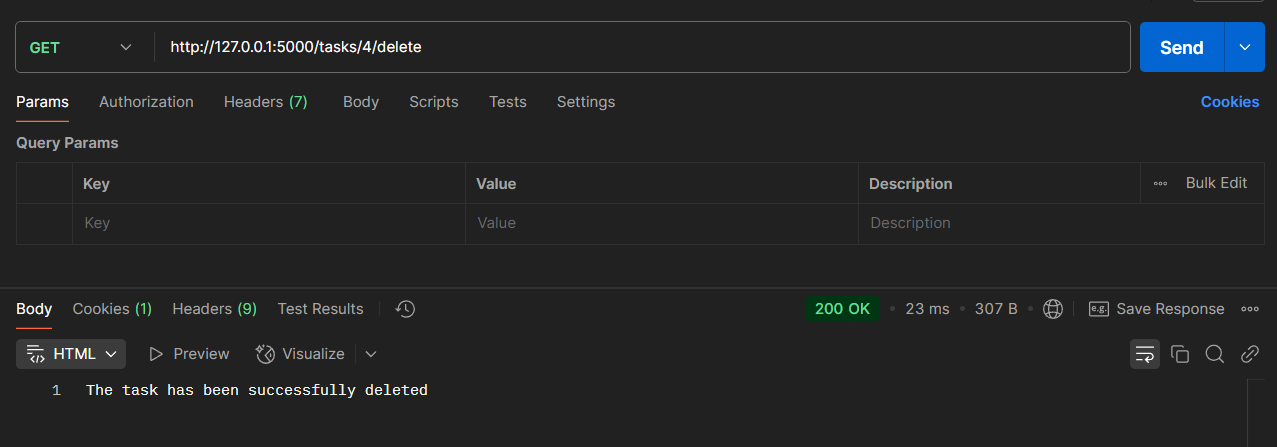 GET http://127.0.0.1:5000/tasks/4/delete Send
Params Authorization Headers (7) Body Scripts Tests Settings Cookies
Query Params
Key Value Description Bulk Edit
Key Value Description
Body Cookies (1) Headers (9) Test Results 200 OK • 23 ms • 307 B • e.g. Save Response
HTML Preview Visualize
1 The task has been successfully deleted